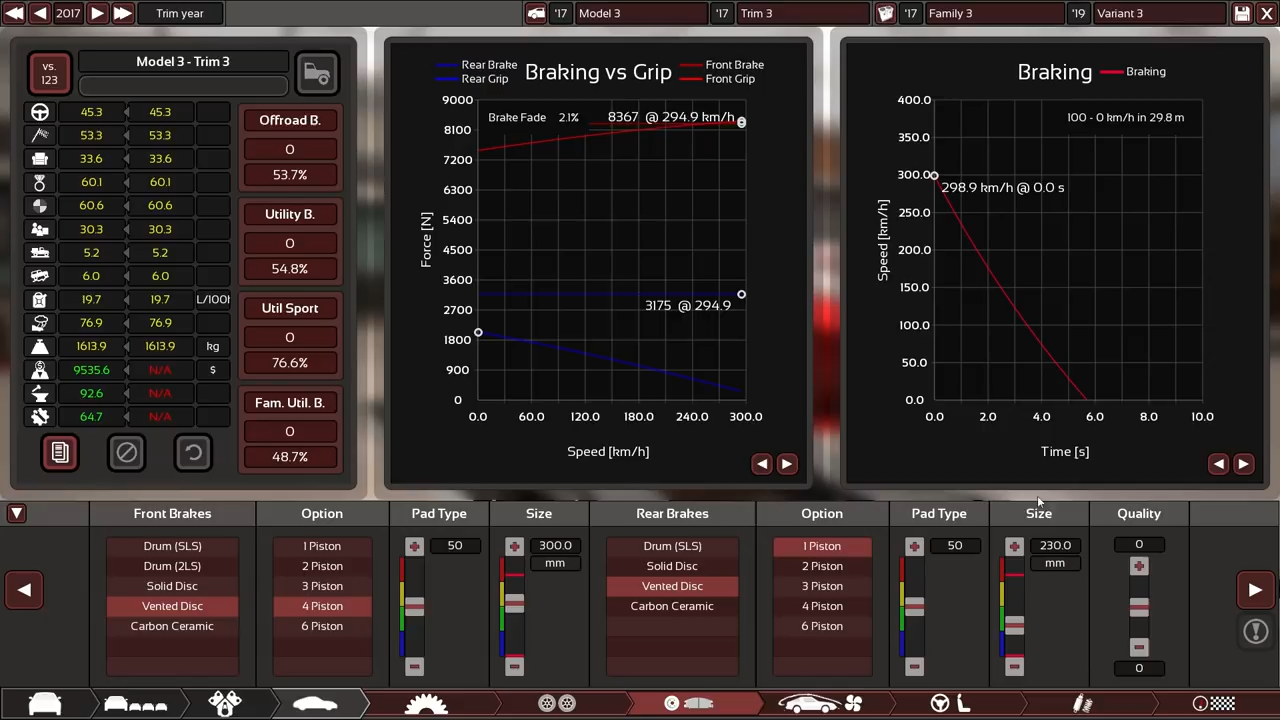 2017
Trim year
'17 Model 3
'17 Trim 3
'17 Family 3
'19 Variant 3
vs. 123
Model 3 - Trim 3
45.3 45.3
53.3 53.3
33.6 33.6
60.1 60.1
60.6 60.6
30.3 30.3
5.2 5.2
6.0 6.0
19.7 19.7 L/100
76.9 76.9
1613.9 1613.9 kg
9535.6 N/A $
92.6 N/A
64.7 N/A
Offroad B.
0
53.7%
Utility B.
0
54.8%
Util Sport
0
76.6%
Fam. Util. B.
0
48.7%
Rear Brake
Rear Grip
Braking vs Grip
Front Brake
Front Grip
Brake Fade 2.1%
8367 @ 294.9 km/h
3175 @ 294.9
9000
8100
7200
6300
5400
4500
3600
2700
1800
900
0
Force [N]
0.0 60.0 120.0 180.0 240.0 300.0
Speed [km/h]
Braking
Braking
100 - 0 km/h in 29.8 m
298.9 km/h @ 0.0 s
400.0
350.0
300.0
250.0
200.0
150.0
100.0
50.0
0.0
Speed [km/h]
0.0 2.0 4.0 6.0 8.0 10.0
Time [s]
Front Brakes
Drum (SLS)
Drum (2LS)
Solid Disc
Vented Disc
Carbon Ceramic
Option
1 Piston
2 Piston
3 Piston
4 Piston
6 Piston
Pad Type
50
Size
300.0
mm
Rear Brakes
Drum (SLS)
Solid Disc
Vented Disc
Carbon Ceramic
Option
1 Piston
2 Piston
3 Piston
4 Piston
6 Piston
Pad Type
50
Size
230.0
mm
Quality
0
0